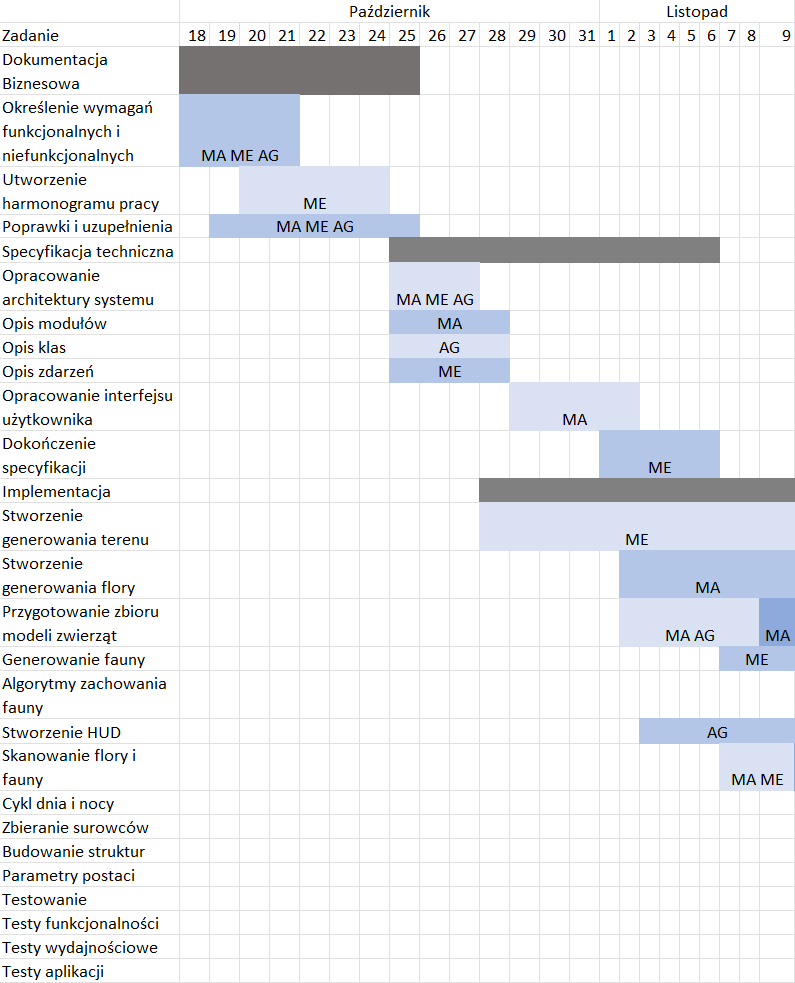 Październik Listopad
Zadanie 18 19 20 21 22 23 24 25 26 27 28 29 30 31 1 2 3 4 5 6 7 8 9
Dokumentacja
Biznesowa
Określenie wymagań
funkcjonalnych i
niefunkcjonalnych MA ME AG
Utworzenie
harmonogramu pracy ME
Poprawki i uzupełnienia MA ME AG
Specyfikacja techniczna
Opracowanie
architektury systemu MA ME AG
Opis modułów MA
Opis klas AG
Opis zdarzeń ME
Opracowanie interfejsu
użytkownika MA
Dokończenie
specyfikacji ME
Implementacja
Stworzenie
generowania terenu ME
Stworzenie
generowania flory MA
Przygotowanie zbioru
modeli zwierząt MA AG MA
Generowanie fauny ME
Algorytmy zachowania
fauny
Stworzenie HUD AG
Skanowanie flory i
fauny MA ME
Cykl dnia i nocy
Zbieranie surowców
Budowanie struktur
Parametry postaci
Testowanie
Testy funkcjonalności
Testy wydajnościowe
Testy aplikacji